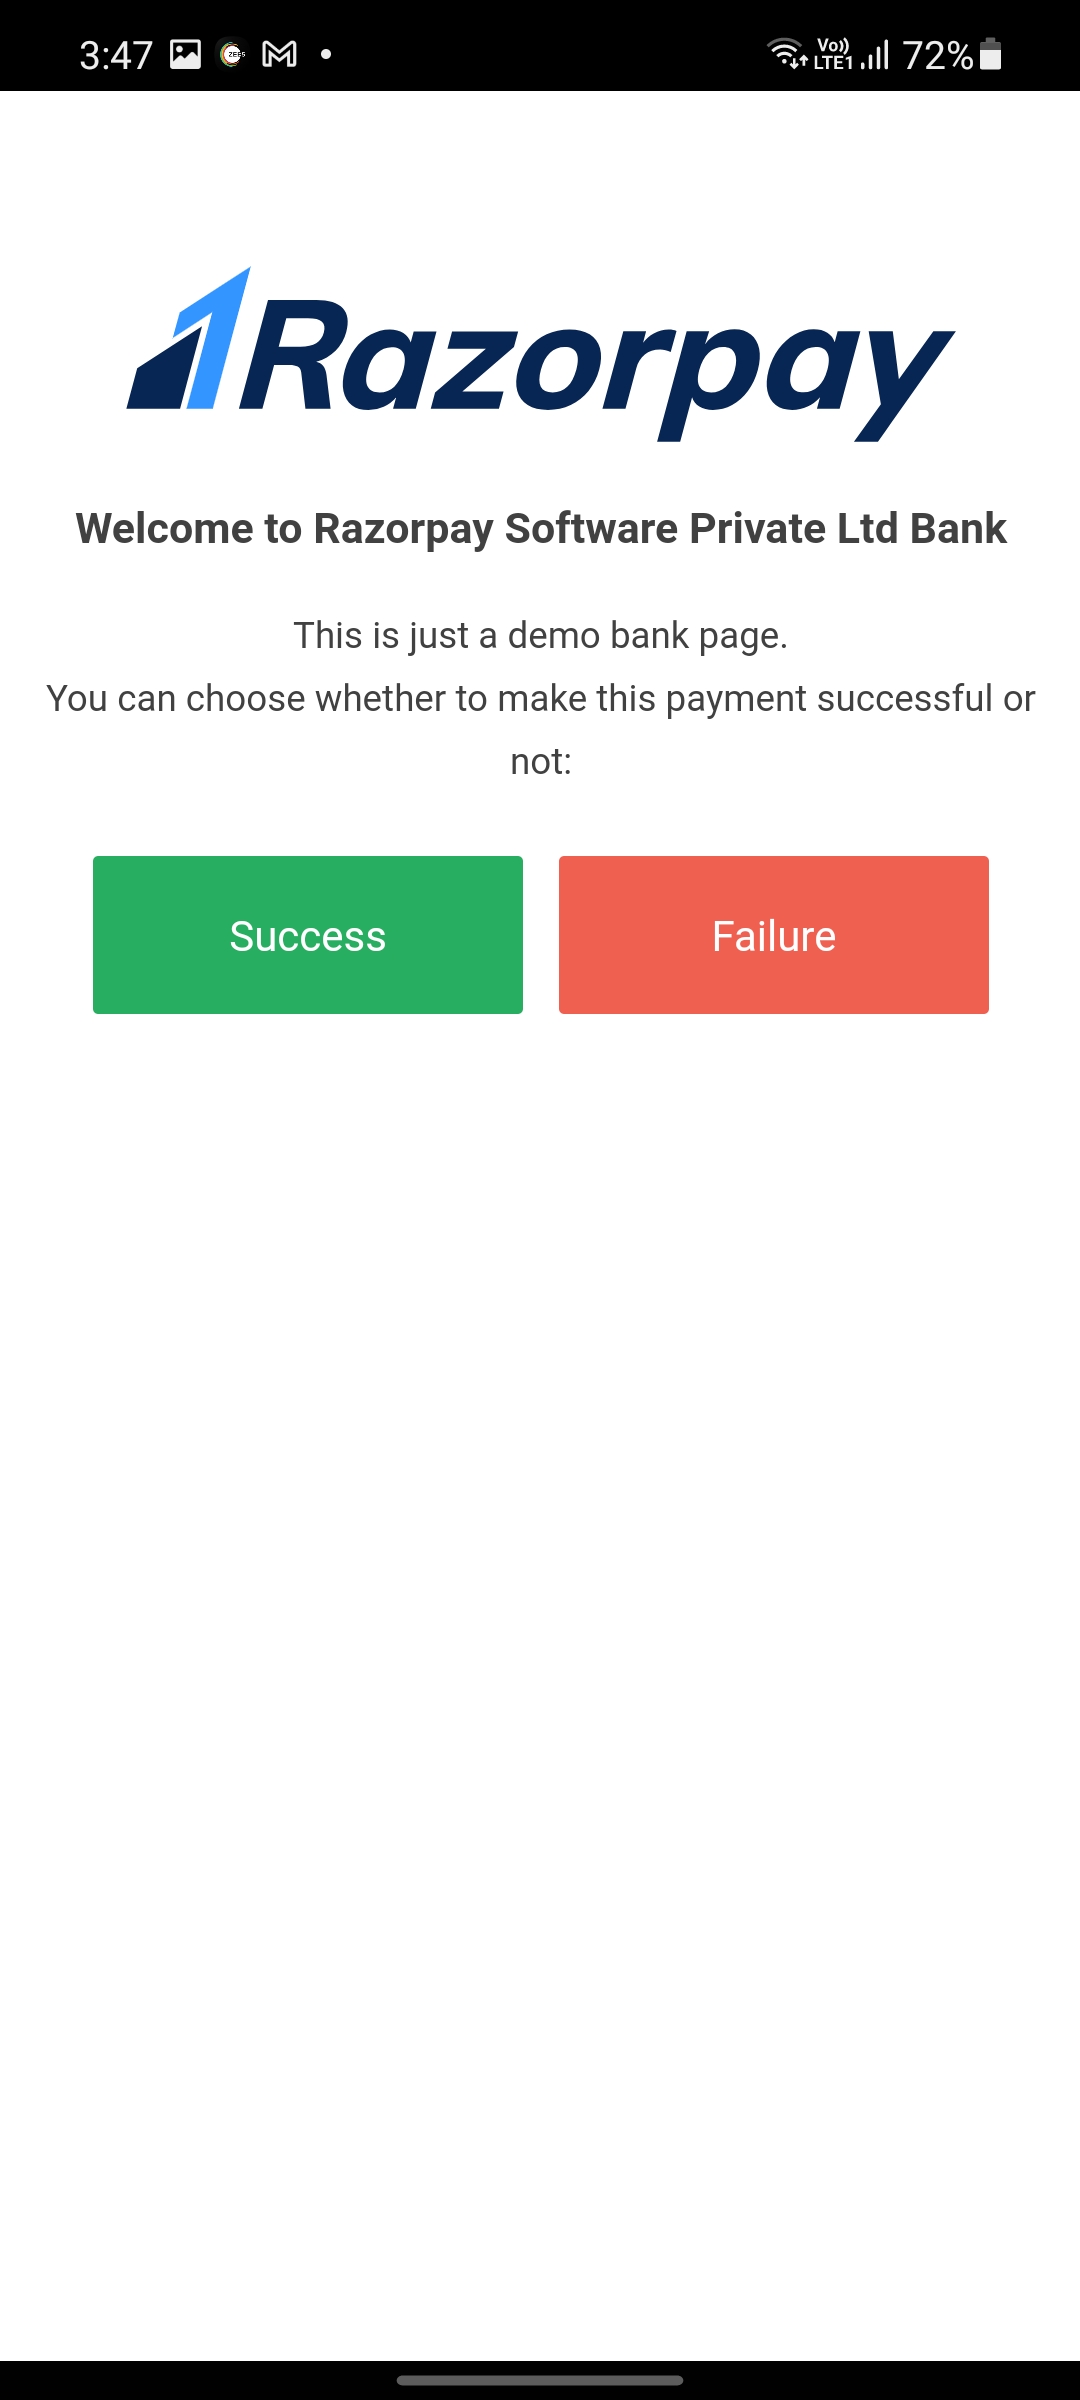 3:47
Vo))
LTE1
72%
Razorpay
Welcome to Razorpay Software Private Ltd Bank
This is just a demo bank page.
You can choose whether to make this payment successful or
not:
Success
Failure